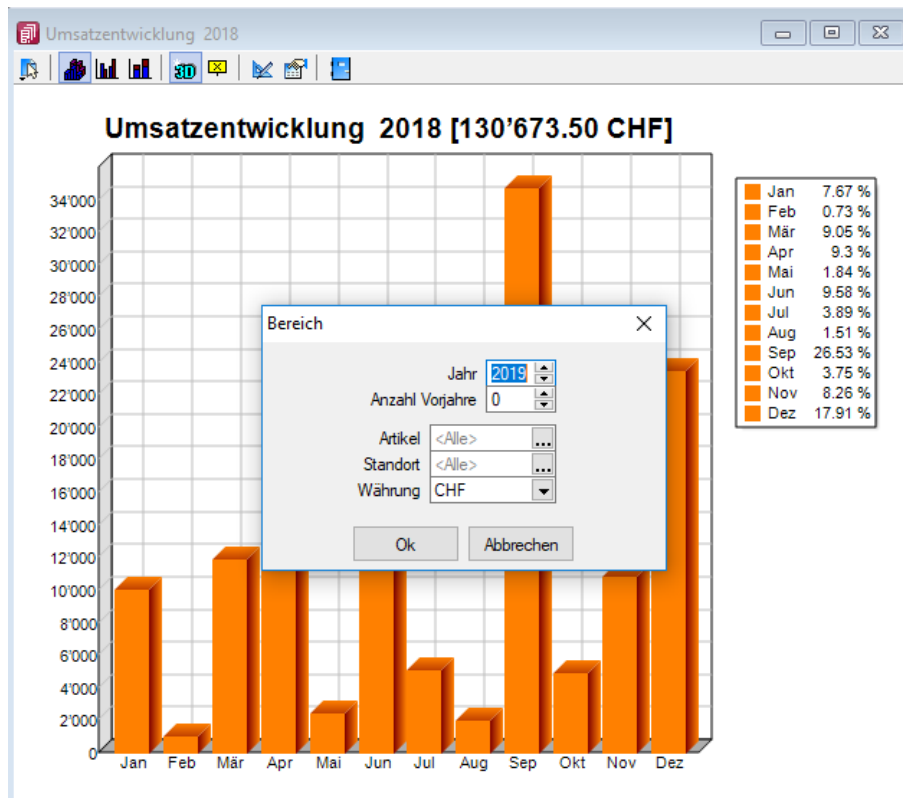 Umsatzentwicklung 2018
3D
Umsatzentwicklung 2018 [130'673.50 CHF]
34'000
32'000
30'000
28'000
26'000
24'000
22'000
20'000
18'000
16'000
14'000
12'000
10'000
8'000
6'000
4'000
2'000
0
Jan Feb Mär Apr Mai Jun Jul Aug Sep Okt Nov Dez
Jan 7.67 %
Feb 0.73 %
Mär 9.05 %
Apr 9.3 %
Mai 1.84 %
Jun 9.58 %
Jul 3.89 %
Aug 1.51 %
Sep 26.53 %
Okt 3.75 %
Nov 8.26 %
Dez 17.91 %
Bereich
Jahr 2019
Anzahl Vorjahre 0
Artikel <Alle> ...
Standort <Alle> ...
Währung CHF
Ok Abbrechen